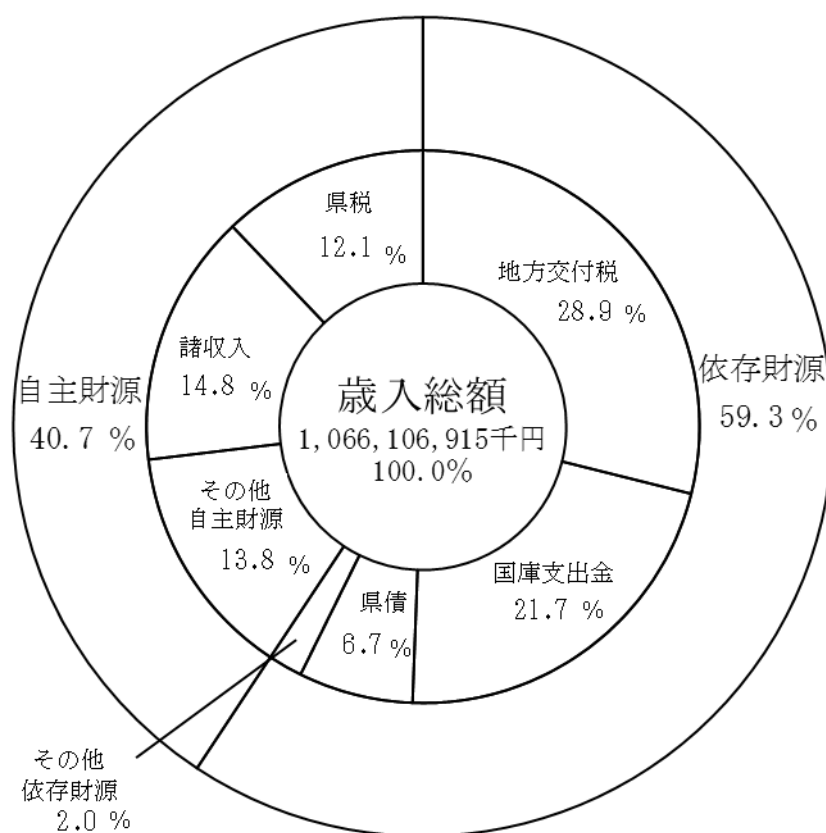 県税
12.1 %
地方交付税
28.9 %
諸収入
14.8 %
自主財源
40.7 %
歳入総額
1,066,106,915千円
100.0%
依存財源
59.3%
その他
自主財源
13.8 %
国庫支出金
21.7 %
県債
6.7 %
その他
依存財源
2.0 %